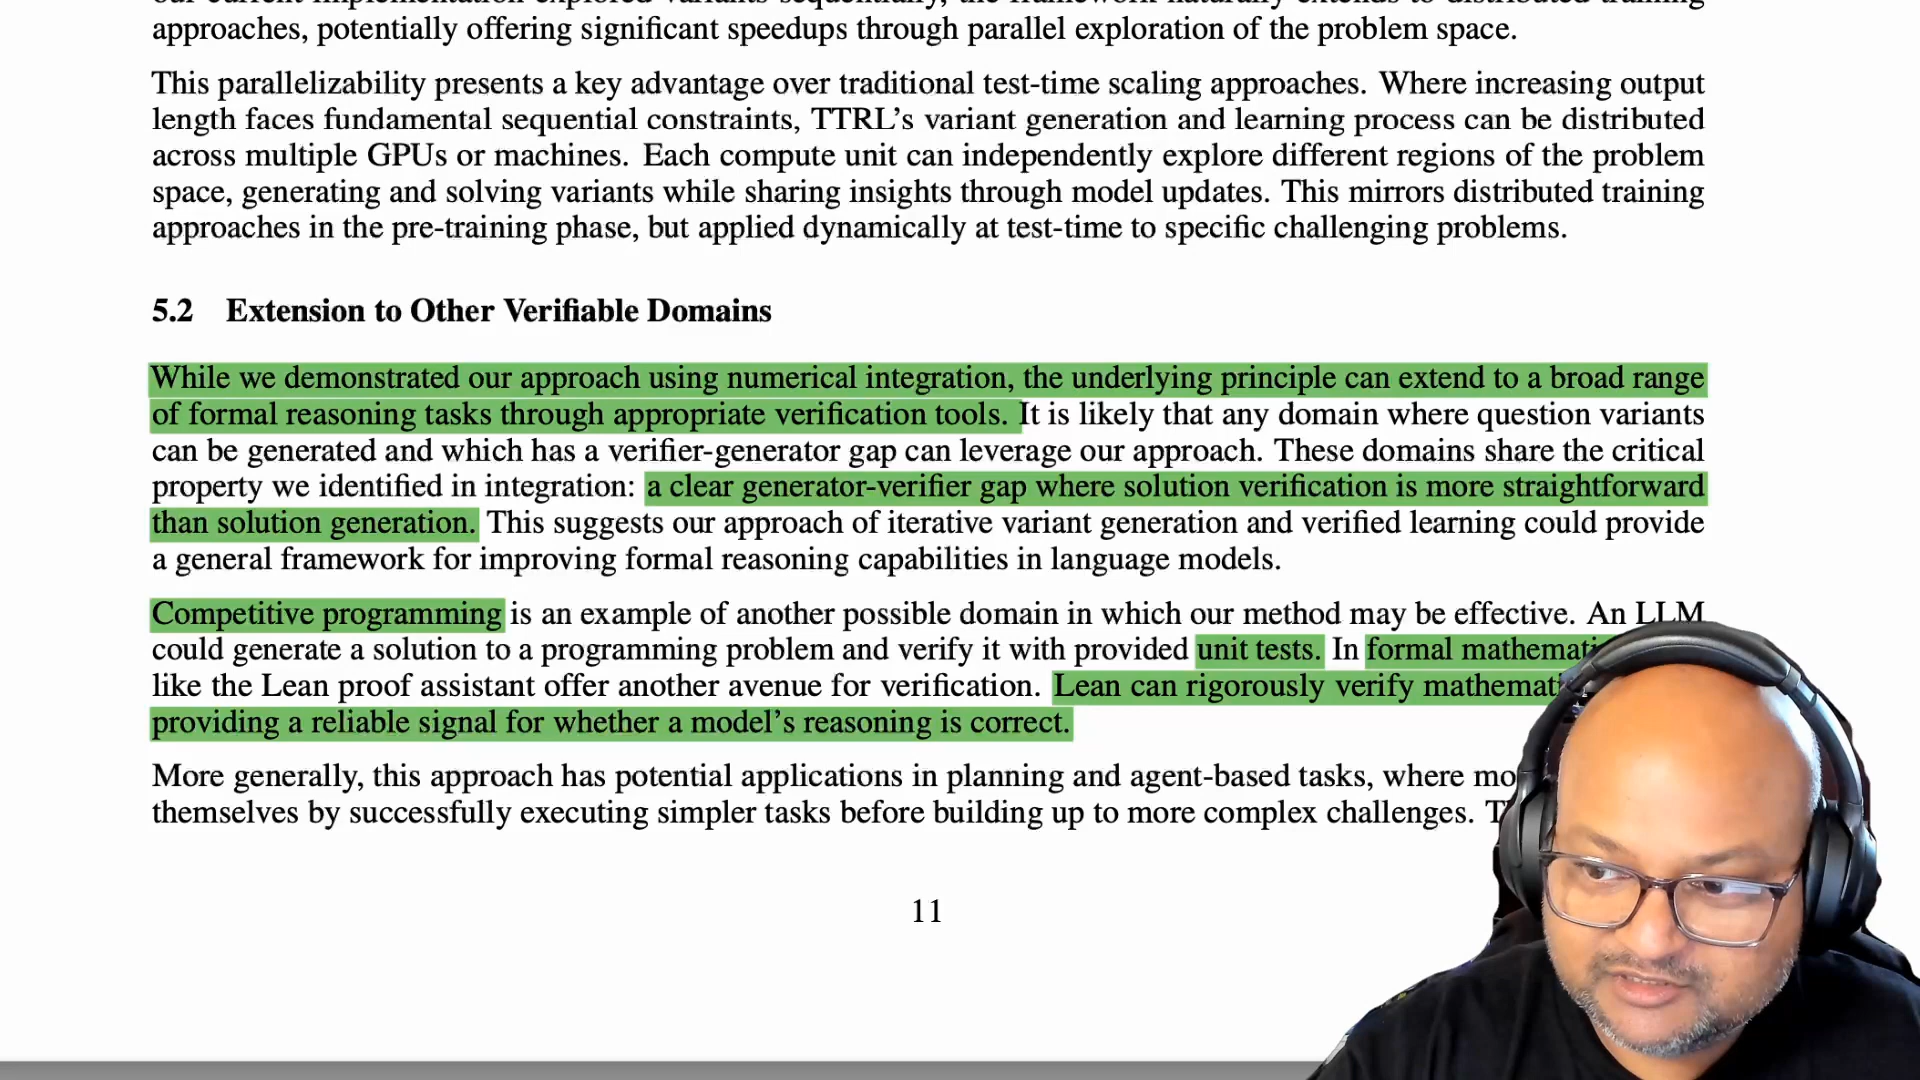 our current implementation explored variants sequentially, the framework naturally extends to distributed training
approaches, potentially offering significant speedups through parallel exploration of the problem space.
This parallelizability presents a key advantage over traditional test-time scaling approaches. Where increasing output
length faces fundamental sequential constraints, TTRL’s variant generation and learning process can be distributed
across multiple GPUs or machines. Each compute unit can independently explore different regions of the problem
space, generating and solving variants while sharing insights through model updates. This mirrors distributed training
approaches in the pre-training phase, but applied dynamically at test-time to specific challenging problems.
5.2 Extension to Other Verifiable Domains
While we demonstrated our approach using numerical integration, the underlying principle can extend to a broad range
of formal reasoning tasks through appropriate verification tools. It is likely that any domain where question variants
can be generated and which has a verifier-generator gap can leverage our approach. These domains share the critical
property we identified in integration: a clear generator-verifier gap where solution verification is more straightforward
than solution generation. This suggests our approach of iterative variant generation and verified learning could provide
a general framework for improving formal reasoning capabilities in language models.
Competitive programming is an example of another possible domain in which our method may be effective. An LLM
could generate a solution to a programming problem and verify it with provided unit tests. In formal
like the Lean proof assistant offer another avenue for verification. Lean can rigorously verify
providing a reliable signal for whether a model’s reasoning is correct.
More generally, this approach has potential applications in planning and agent-based tasks, where
themselves by successfully executing simpler tasks before building up to more complex challenges.
11